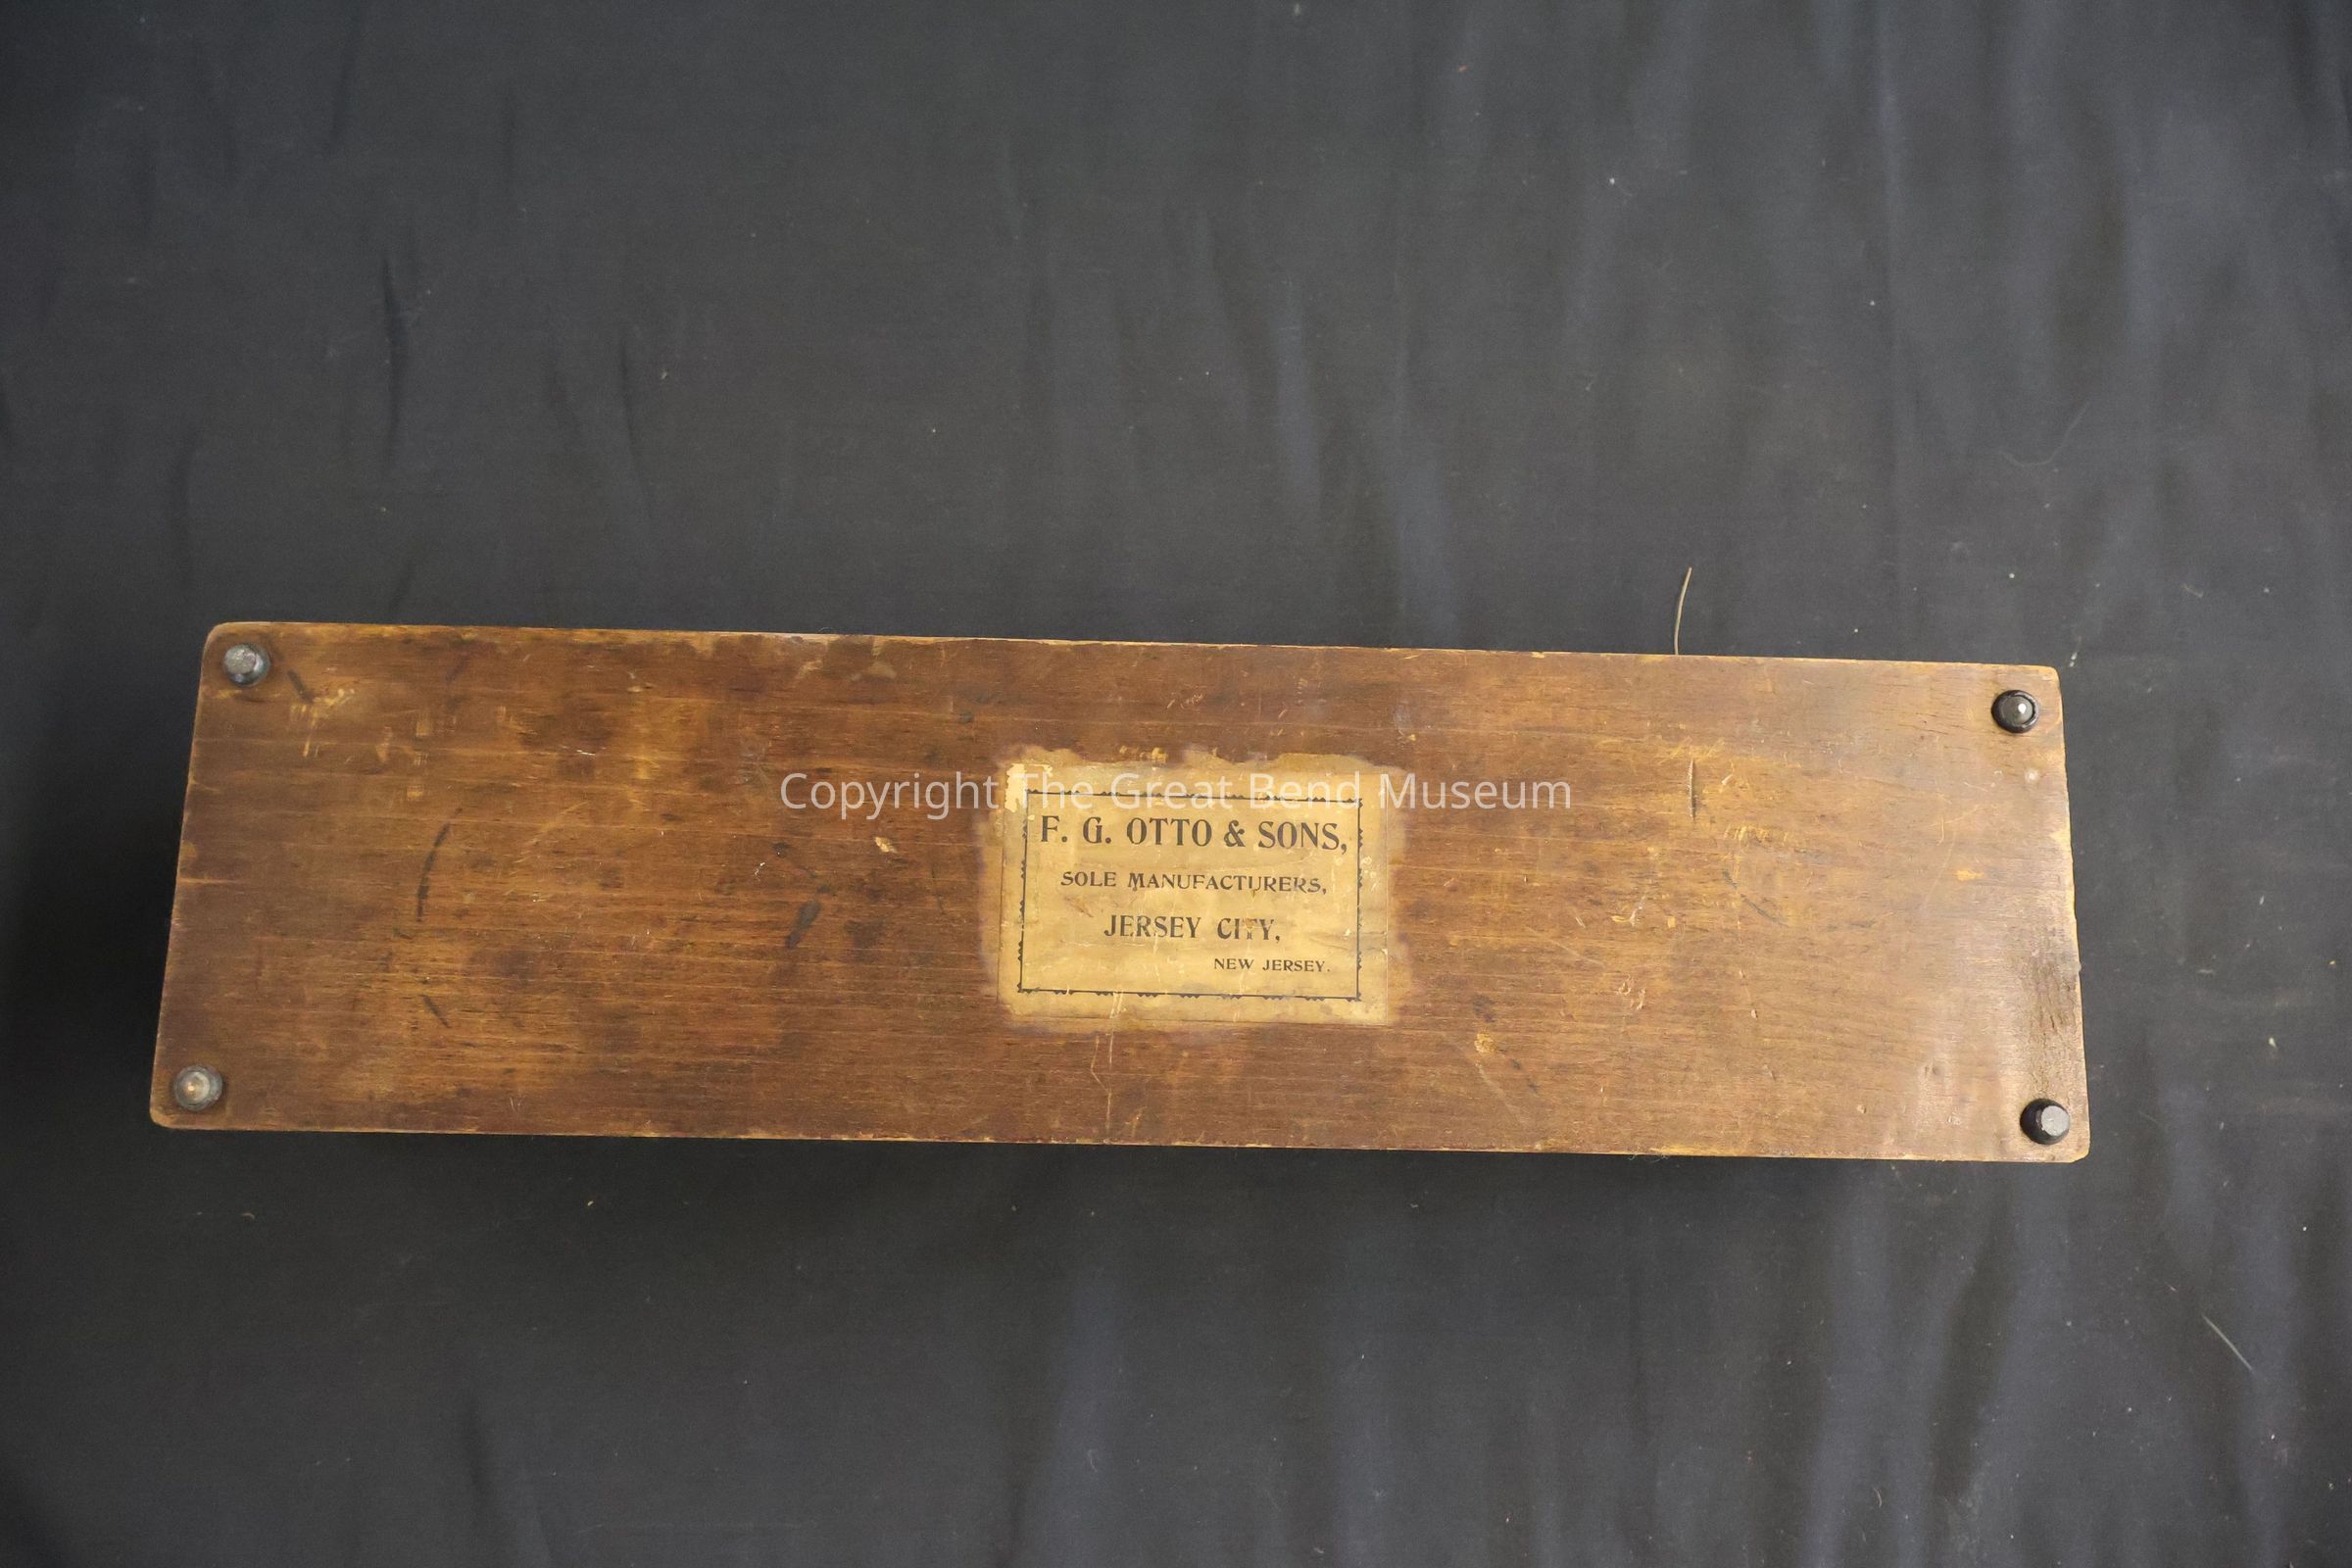 Copyright The Great Bend Museum
F. G. OTTO & SONS,
SOLE MANUFACTURERS,
JERSEY CITY,
NEW JERSEY.